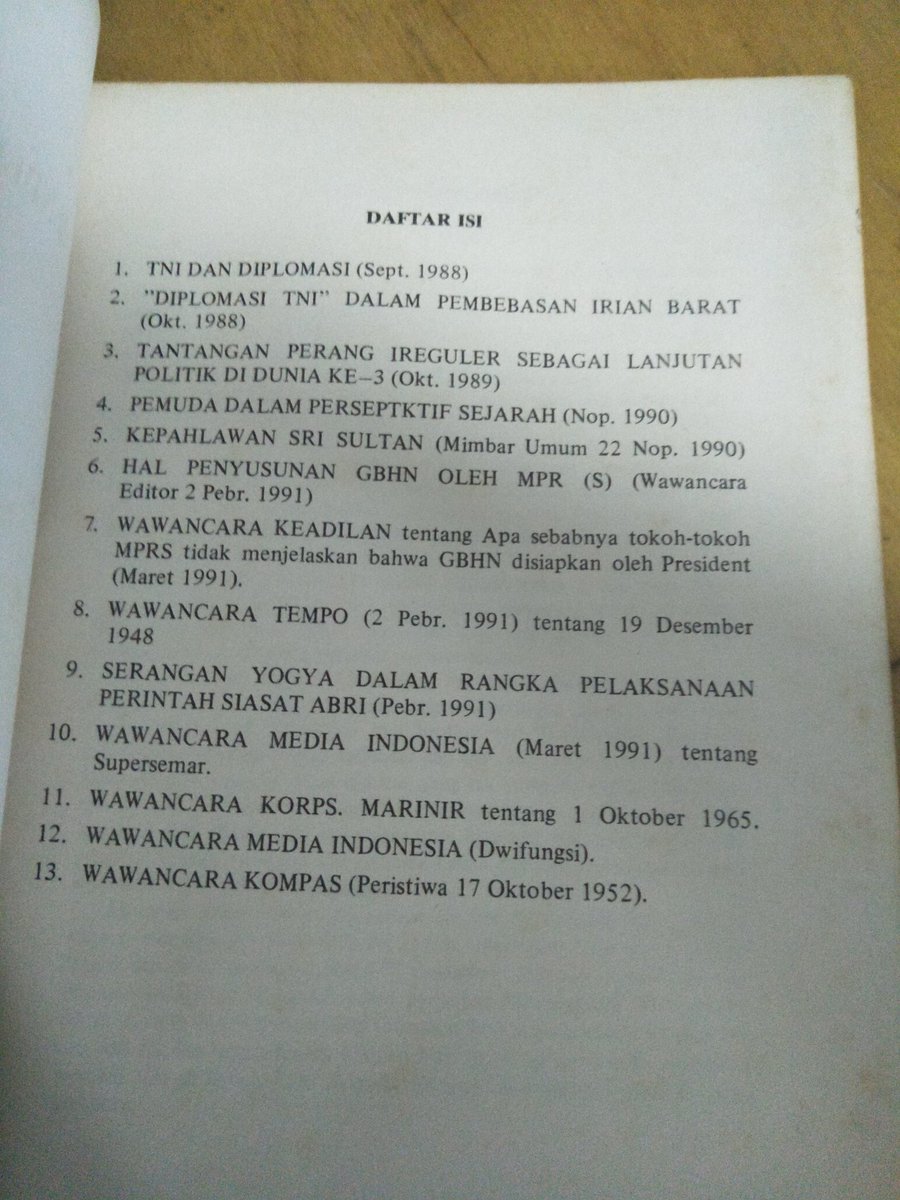 DAFTAR ISI
1. TNI DAN DIPLOMASI (Sept. 1988)
2. "DIPLOMASI TNI" DALAM PEMBEBASAN IRIAN BARAT
(Okt. 1988)
3. TANTANGAN PERANG IREGULER SEBAGAI LANJUTAN
POLITIK DI DUNIA KE–3 (Okt. 1989)
4. PEMUDA DALAM PERSEPTKTIF SEJARAH (Nop. 1990)
5. KEPAHLAWAN SRI SULTAN (Mimbar Umum 22 Nop. 1990)
6. HAL PENYUSUNAN GBHN OLEH MPR (S) (Wawancara
Editor 2 Pebr. 1991)
7. WAWANCARA KEADILAN tentang Apa sebabnya tokoh-tokoh
MPRS tidak menjelaskan bahwa GBHN disiapkan oleh President
(Maret 1991).
8. WAWANCARA TEMPO (2 Pebr. 1991) tentang 19 Desember
1948
9. SERANGAN YOGYA DALAM RANGKA PELAKSANAAN
PERINTAH SIASAT ABRI (Pebr. 1991)
10. WAWANCARA MEDIA INDONESIA (Maret 1991) tentang
Supersemar.
11. WAWANCARA KORPS. MARINIR tentang 1 Oktober 1965.
12. WAWANCARA MEDIA INDONESIA (Dwifungsi).
13. WAWANCARA KOMPAS (Peristiwa 17 Oktober 1952).